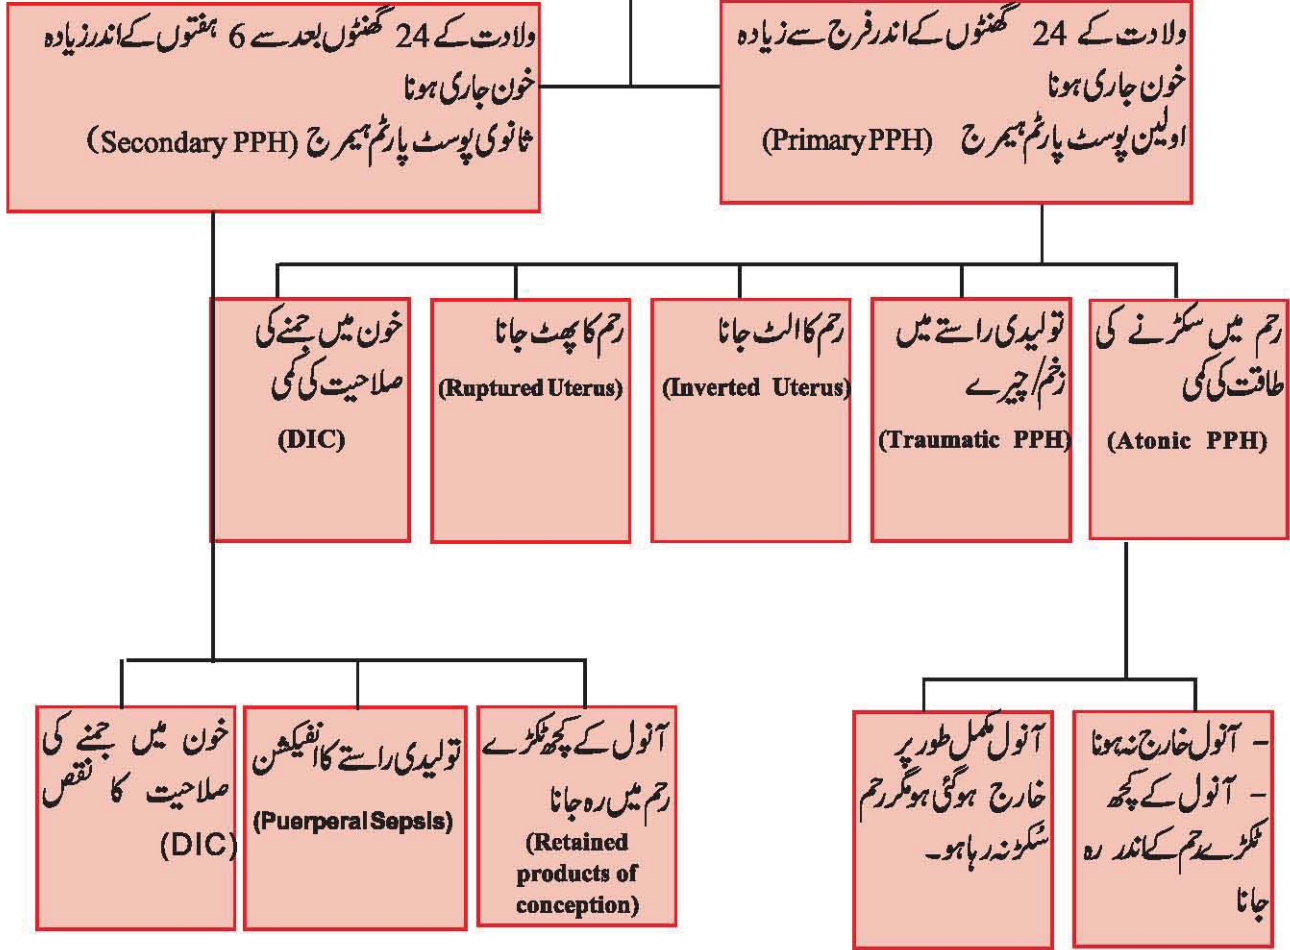 ولادت کے 24 گھنٹوں کے اندر فرج سے زیادہ
خون جاری ہونا
اولین پوسٹ پارٹم ہیمرج (Primary PPH)
ولادت کے 24 گھنٹوں بعد سے 6 ہفتوں کے اندر زیادہ
خون جاری ہونا
ثانوی پوسٹ پارٹم ہیمرج (Secondary PPH)
رحم میں سکڑنے کی
طاقت کی کمی
(Atonic PPH)
تولیدی راستے میں
زخم/چیرے
(Traumatic PPH)
رحم کا الٹ جانا
(Inverted Uterus)
رحم کا پھٹ جانا
(Ruptured Uterus)
خون میں جمنے کی
صلاحیت کی کمی
(DIC)
- آنول خارج نہ ہونا
- آنول کے کچھ
ٹکڑے رحم کے اندر رہ
جانا
آنول مکمل طور پر
خارج ہوگئی ہو مگر رحم
سُکڑ نہ رہا ہو۔
آنول کے کچھ ٹکڑے
رحم میں رہ جانا
(Retained
products of
conception)
تولیدی راستے کا انفیکشن
(Puerperal Sepsis)
خون میں جمنے کی
صلاحیت کا نقص
(DIC)